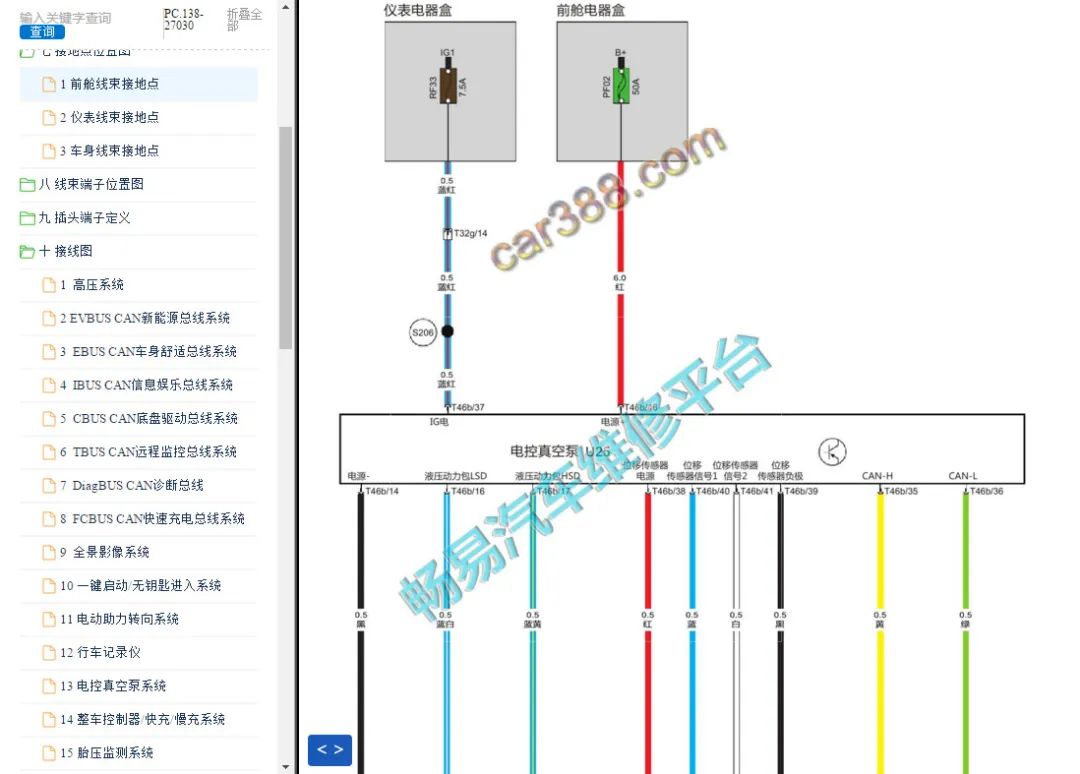 输入关键字查询
查询
PC.138-
27030
折叠全
部
七 接地点位置图
1 前舱线束接地点
2 仪表线束接地点
3 车身线束接地点
八 线束端子位置图
九 插头端子定义
十 接线图
1 高压系统
2 EVBUS CAN新能源总线系统
3 EBUS CAN车身舒适总线系统
4 IBUS CAN信息娱乐总线系统
5 CBUS CAN底盘驱动总线系统
6 TBUS CAN远程监控总线系统
7 DiagBUS CAN诊断总线
8 FCBUS CAN快速充电总线系统
9 全景影像系统
10 一键启动/无钥匙进入系统
11 电动助力转向系统
12 行车记录仪
13 电控真空泵系统
14 整车控制器/快充/慢充系统
15 胎压监测系统
仪表电器盒
前舱电器盒
IG1
RF33
7.5A
B+
PF02
50A
0.5
蓝红
T32g/14
0.5
蓝红
6.0
红
S206
0.5
蓝红
T46b/37
T46b/46
IG电
电源+
电控真空泵 U26
电源-
液压动力包LSD
液压动力包HSD
位移传感器
电源
位移
传感器信号1
位移传感器
信号2
位移
传感器负极
CAN-H
CAN-L
T46b/14
T46b/16
T46b/17
T46b/38
T46b/40
T46b/41
T46b/39
T46b/35
T46b/36
0.5
黑
0.5
蓝白
0.5
蓝黄
0.5
红
0.5
蓝
0.5
白
0.5
黑
0.5
黄
0.5
绿
car388.com
畅易汽车维修平台
< >